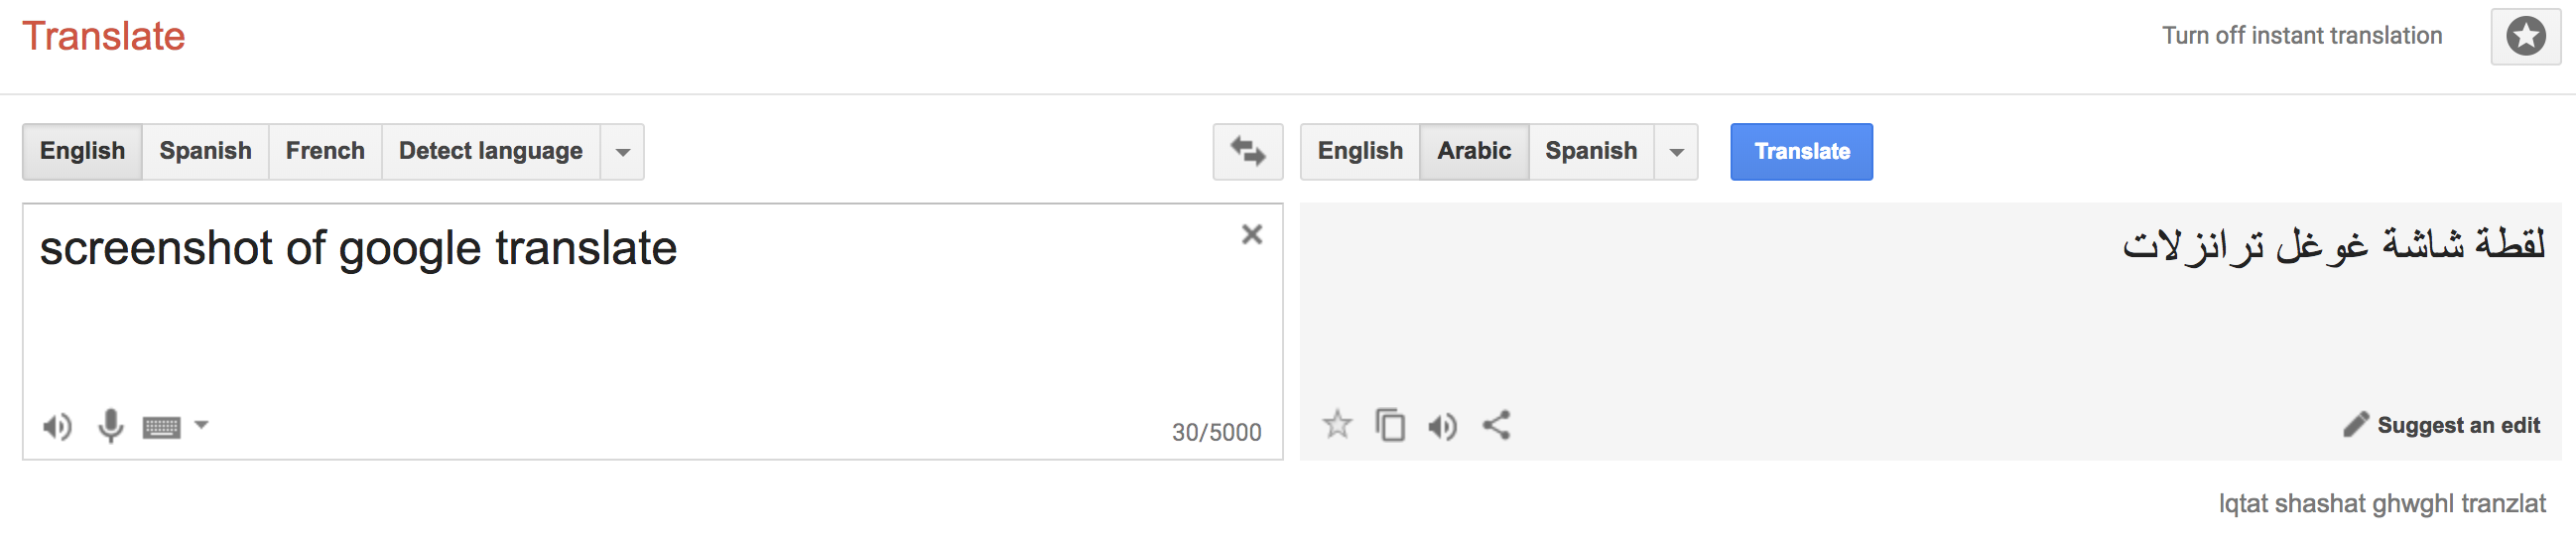 Translate
Turn off instant translation
English Spanish French Detect language
English Arabic Spanish
Translate
screenshot of google translate
30/5000
لقطة شاشة غوغل ترانزلات
Suggest an edit
lqtat shashat ghwghl tranzlat